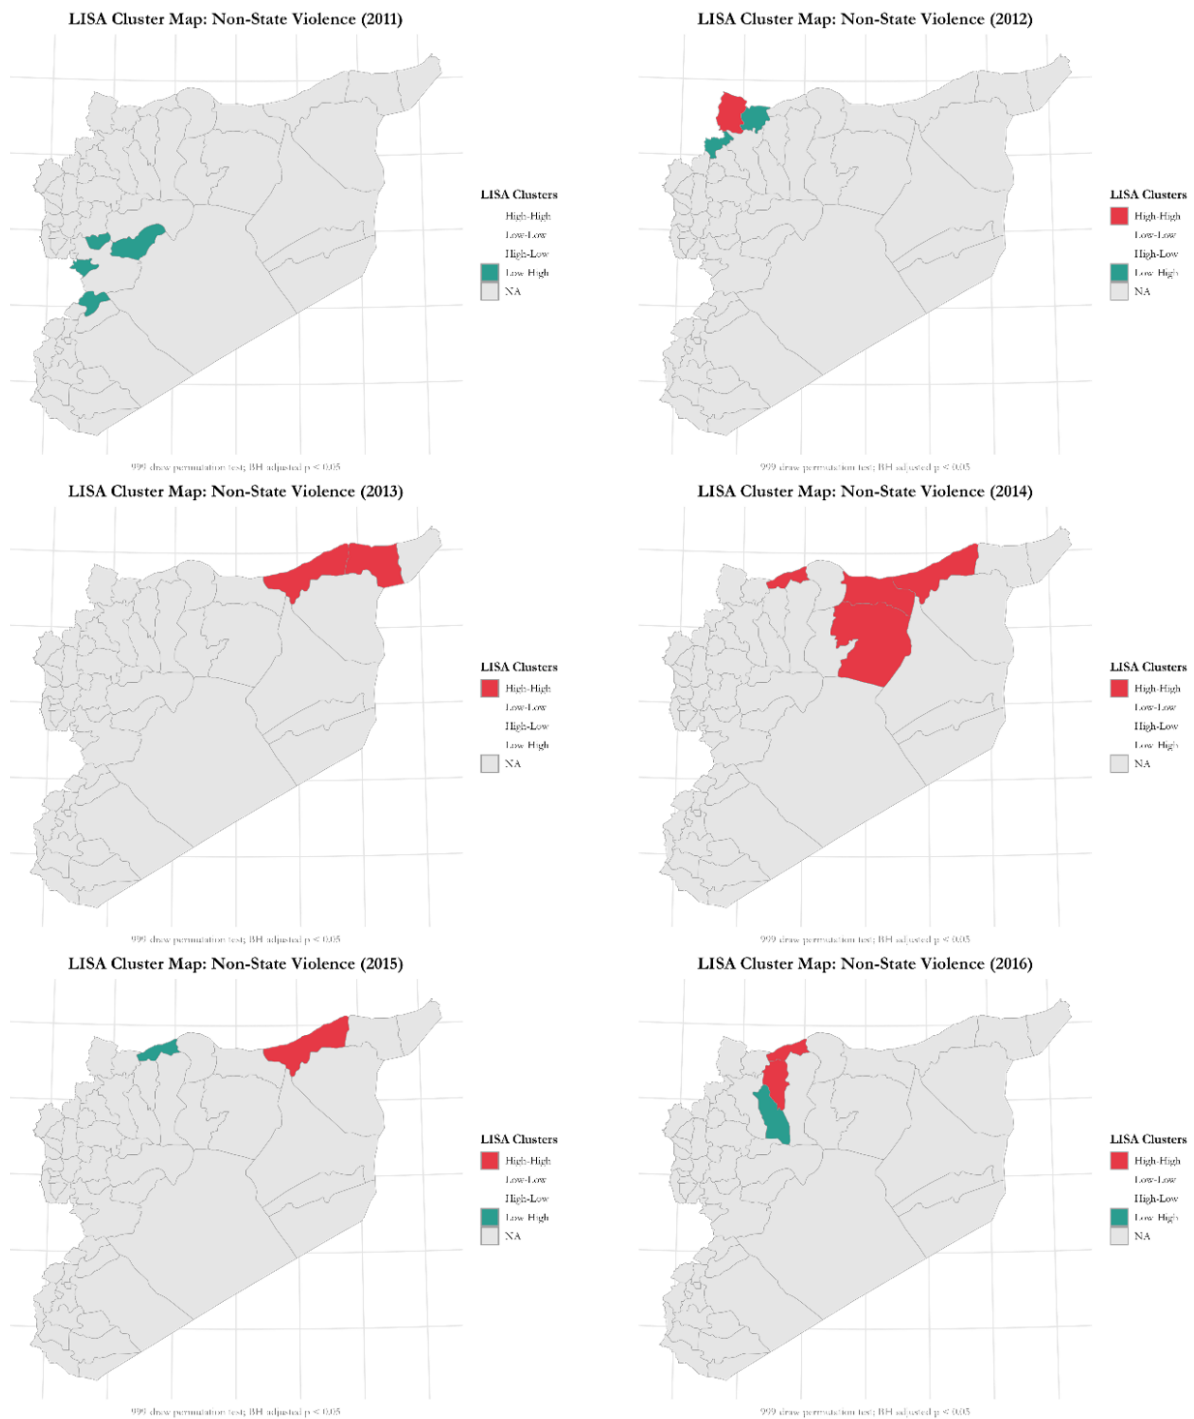 LISA Cluster Map: Non-State Violence (2011)
LISA Clusters
High-High
Low-Low
High-Low
Low-High
NA
999 draw permutation test; BH adjusted p < 0.05
LISA Cluster Map: Non-State Violence (2012)
LISA Clusters
High-High
Low-Low
High-Low
Low-High
NA
999 draw permutation test; BH adjusted p < 0.05
LISA Cluster Map: Non-State Violence (2013)
LISA Clusters
High-High
Low-Low
High-Low
Low-High
NA
999 draw permutation test; BH adjusted p < 0.05
LISA Cluster Map: Non-State Violence (2014)
LISA Clusters
High-High
Low-Low
High-Low
Low-High
NA
999 draw permutation test; BH adjusted p < 0.05
LISA Cluster Map: Non-State Violence (2015)
LISA Clusters
High-High
Low-Low
High-Low
Low-High
NA
999 draw permutation test; BH adjusted p < 0.05
LISA Cluster Map: Non-State Violence (2016)
LISA Clusters
High-High
Low-Low
High-Low
Low-High
NA
999 draw permutation test; BH adjusted p < 0.05